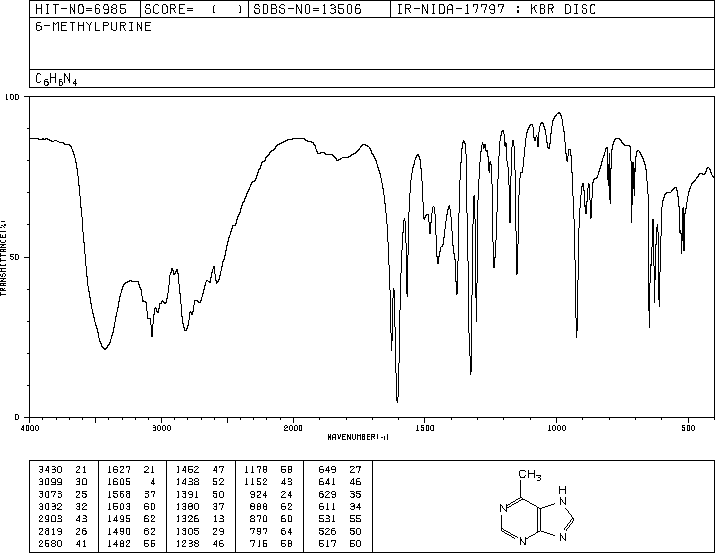 HIT-NO=6985 SCORE= ( ) SDBS-NO=13506 IR-NIDA-17797 : KBR DISC
6-METHYLPURINE
C6H6N4
100
50
0
TRANSMITTANCE(%)
4000 3000 2000 1500 1000 500
WAVENUMBER(-1)
3430 21 1627 21 1452 47 1178 58 649 27
3099 30 1605 4 1438 52 1152 43 641 46
3073 25 1568 37 1391 50 924 24 629 35
3032 32 1503 60 1380 37 888 62 611 34
2903 43 1495 62 1326 13 870 60 531 55
2819 26 1490 62 1305 29 797 64 526 50
2580 41 1482 55 1238 46 716 58 517 50
CH3
H
N
N
N
N